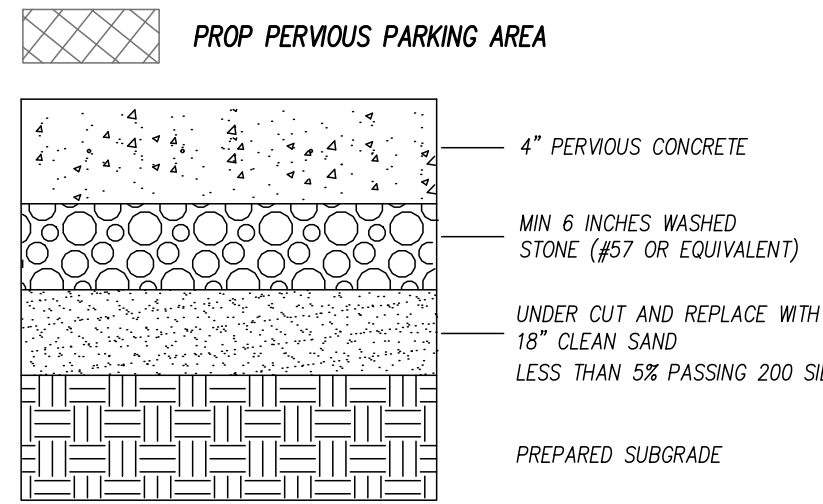 PROP PERVIOUS PARKING AREA
4" PERVIOUS CONCRETE
MIN 6 INCHES WASHED
STONE (#57 OR EQUIVALENT)
UNDER CUT AND REPLACE WITH
18" CLEAN SAND
LESS THAN 5% PASSING 200
PREPARED SUBGRADE